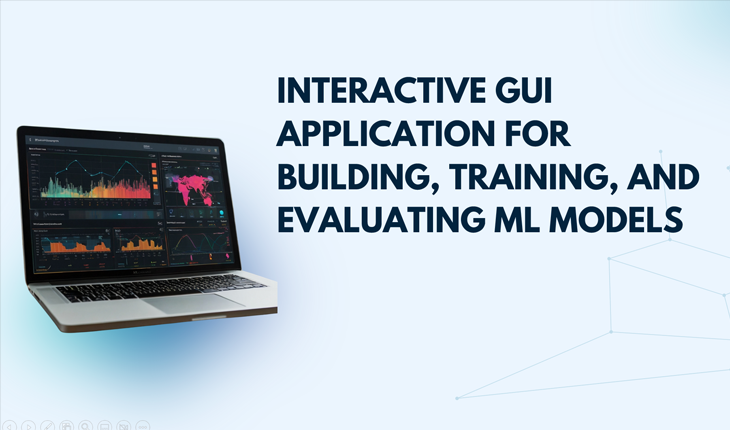 INTERACTIVE GUI
APPLICATION FOR
BUILDING, TRAINING, AND
EVALUATING ML MODELS